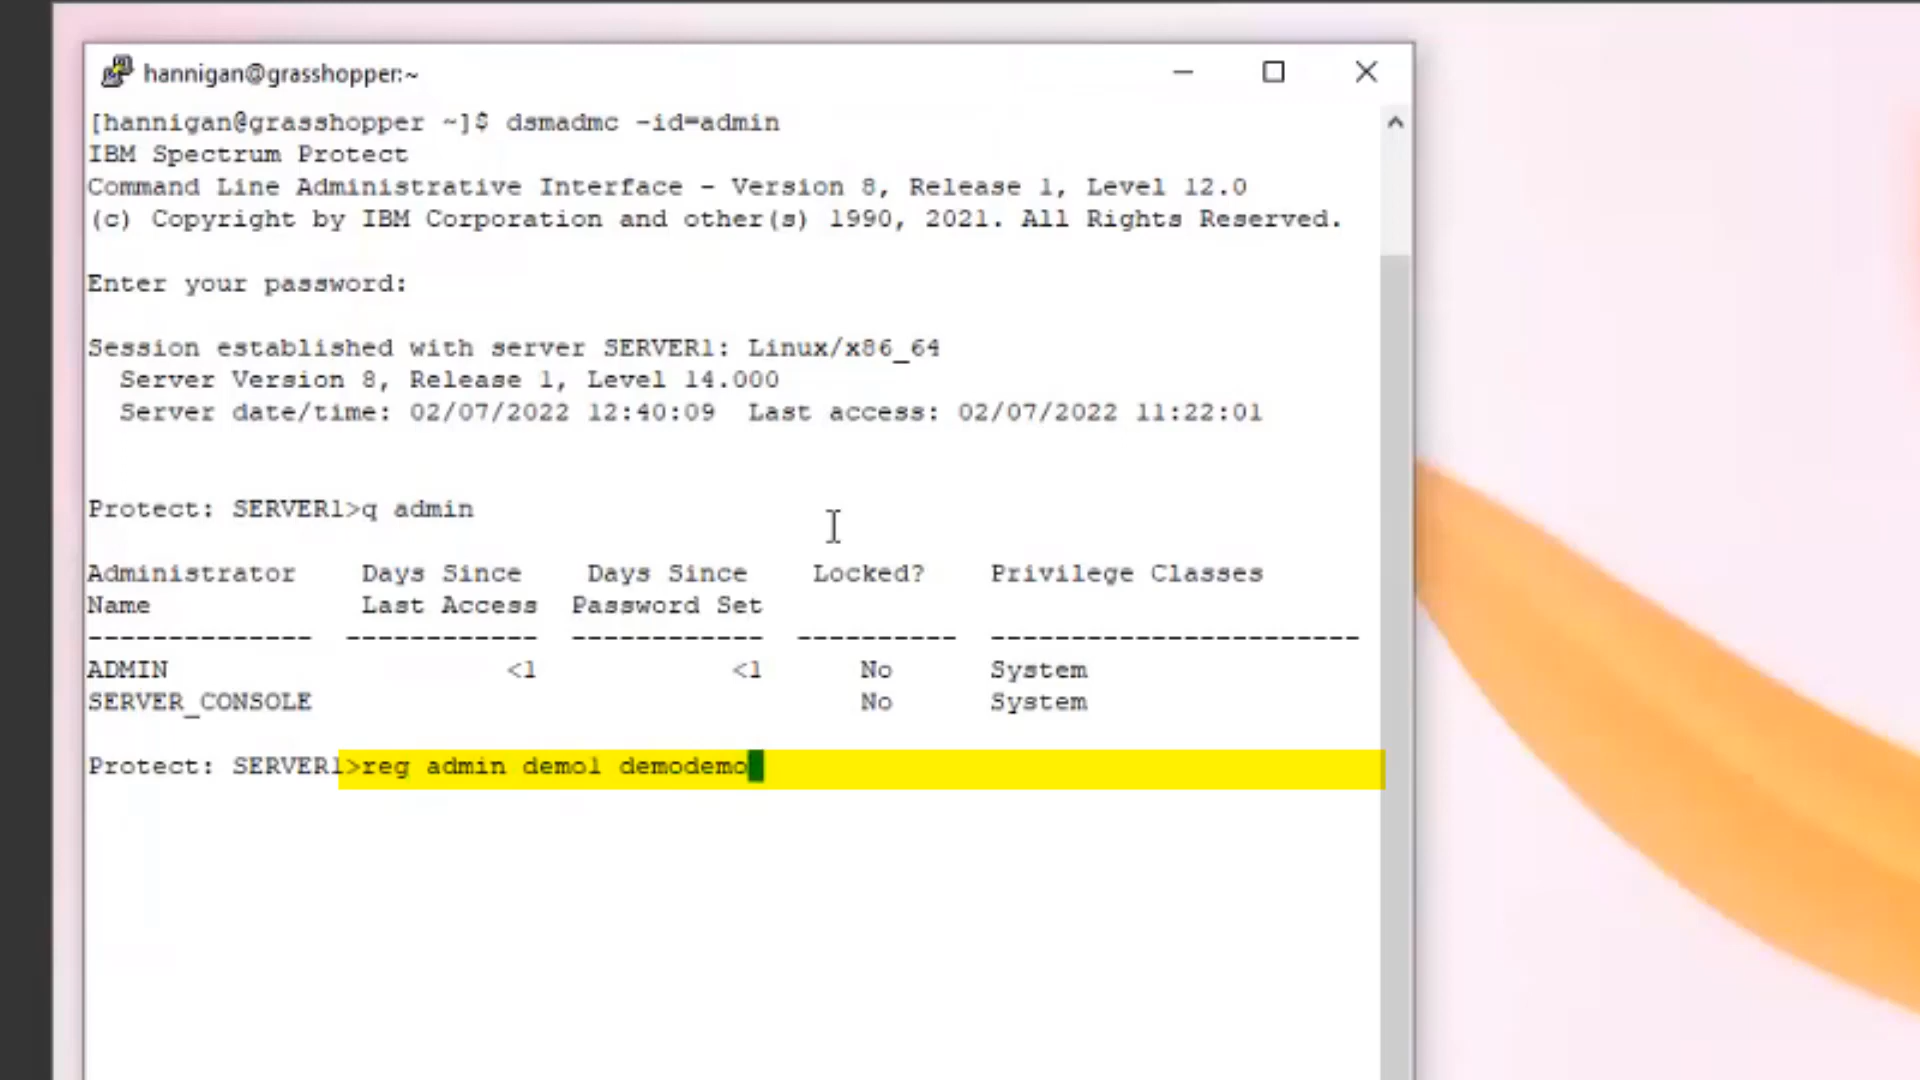 hannigan@grasshopper:~
[hannigan@grasshopper ~]$ dsmadmc -id=admin
IBM Spectrum Protect
Command Line Administrative Interface - Version 8, Release 1, Level 12.0
(c) Copyright by IBM Corporation and other(s) 1990, 2021. All Rights Reserved.
Enter your password:
Session established with server SERVER1: Linux/x86_64
Server Version 8, Release 1, Level 14.000
Server date/time: 02/07/2022 12:40:09  Last access: 02/07/2022 11:22:01
Protect: SERVER1>q admin
Administrator    Days Since   Days Since   Locked?    Privilege Classes
Name             Last Access  Password Set
--------------  ------------  ------------  ----------  -----------------------
ADMIN                     <1            <1    No      System
SERVER_CONSOLE                                No      System
Protect: SERVER1>reg admin demo1 demodemo